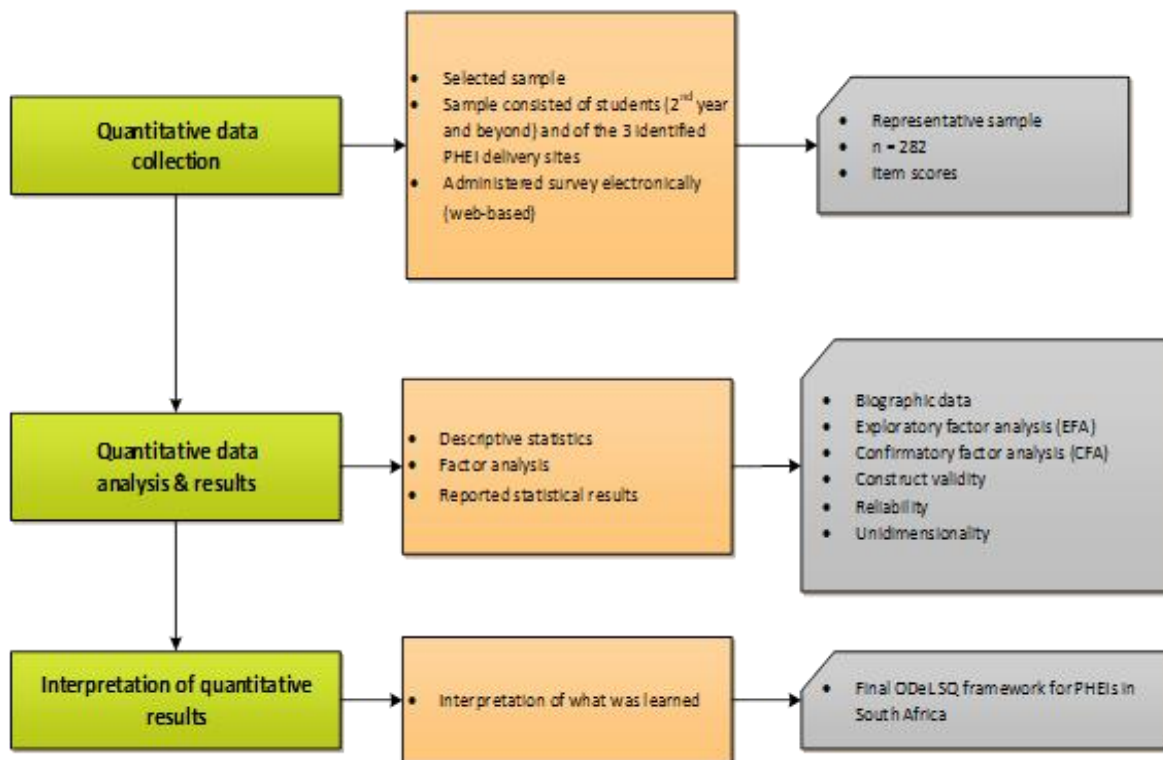 Quantitative data
collection
• Selected sample
• Sample consisted of students (2nd year
and beyond) and of the 3 identified
PHEI delivery sites
• Administered survey electronically
(web-based)
• Representative sample
• n = 282
• Item scores
Quantitative data
analysis & results
• Descriptive statistics
• Factor analysis
• Reported statistical results
• Biographic data
• Exploratory factor analysis (EFA)
• Confirmatory factor analysis (CFA)
• Construct validity
• Reliability
• Unidimensionality
Interpretation of quantitative
results
• Interpretation of what was learned
• Final ODeL SQ framework for PHEIs in
South Africa